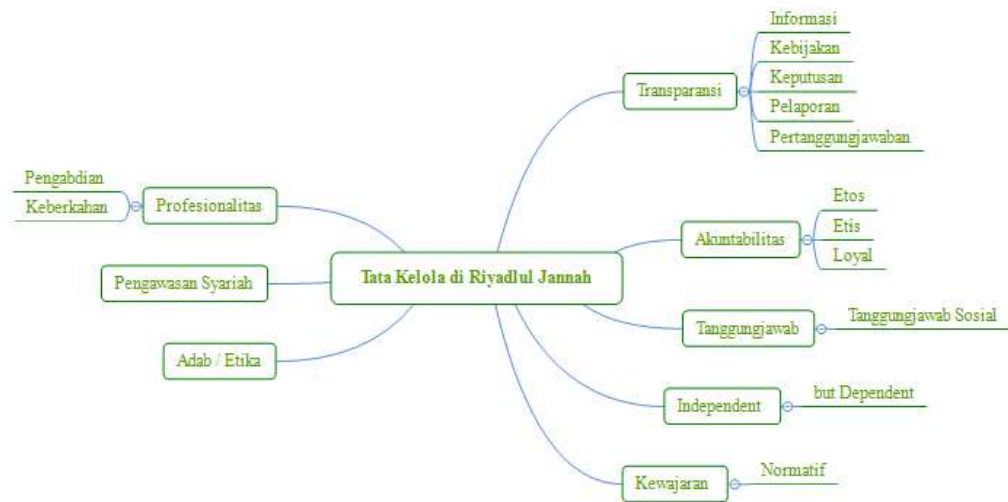 Tata Kelola di Riyadlul Jannah
Transparansi
Informasi
Kebijakan
Keputusan
Pelaporan
Pertanggungjawaban
Akuntabilitas
Etos
Etis
Loyal
Tanggungjawab
Tanggungjawab Sosial
Independent
but Dependent
Kewajaran
Normatif
Profesionalitas
Pengabdian
Keberkahan
Pengawasan Syariah
Adab / Etika